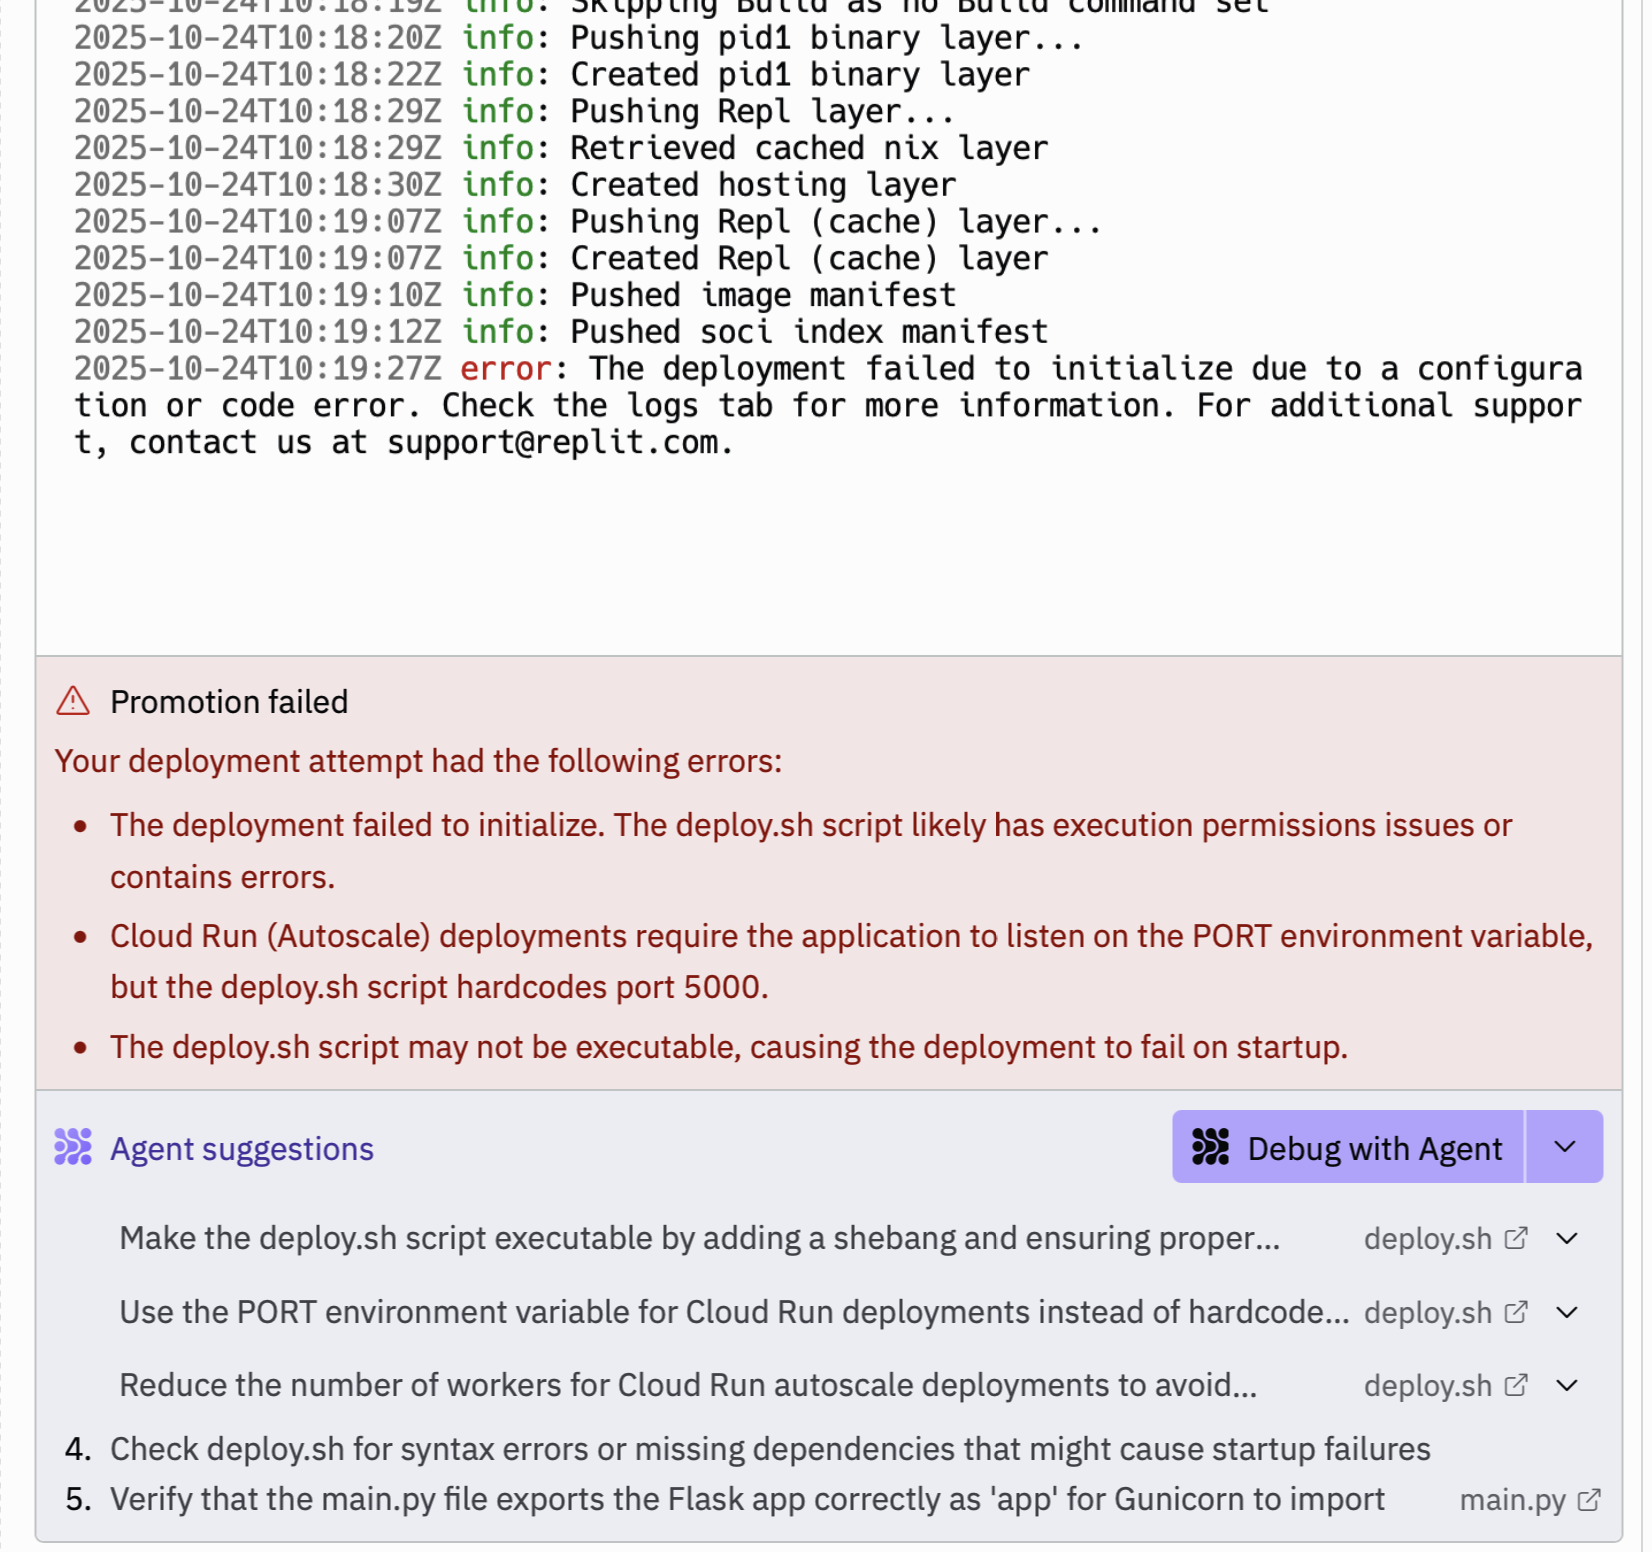 2025-10-24T10:18:19Z info: Skipping Build as no Build command set
2025-10-24T10:18:20Z info: Pushing pid1 binary layer...
2025-10-24T10:18:22Z info: Created pid1 binary layer
2025-10-24T10:18:29Z info: Pushing Repl layer...
2025-10-24T10:18:29Z info: Retrieved cached nix layer
2025-10-24T10:18:30Z info: Created hosting layer
2025-10-24T10:19:07Z info: Pushing Repl (cache) layer...
2025-10-24T10:19:07Z info: Created Repl (cache) layer
2025-10-24T10:19:10Z info: Pushed image manifest
2025-10-24T10:19:12Z info: Pushed soci index manifest
2025-10-24T10:19:27Z error: The deployment failed to initialize due to a configura
tion or code error. Check the logs tab for more information. For additional suppor
t, contact us at support@replit.com.
Promotion failed
Your deployment attempt had the following errors:
• The deployment failed to initialize. The deploy.sh script likely has execution permissions issues or
contains errors.
• Cloud Run (Autoscale) deployments require the application to listen on the PORT environment variable,
but the deploy.sh script hardcodes port 5000.
• The deploy.sh script may not be executable, causing the deployment to fail on startup.
Agent suggestions
Debug with Agent
Make the deploy.sh script executable by adding a shebang and ensuring proper... deploy.sh
Use the PORT environment variable for Cloud Run deployments instead of hardcode... deploy.sh
Reduce the number of workers for Cloud Run autoscale deployments to avoid... deploy.sh
4. Check deploy.sh for syntax errors or missing dependencies that might cause startup failures
5. Verify that the main.py file exports the Flask app correctly as 'app' for Gunicorn to import main.py